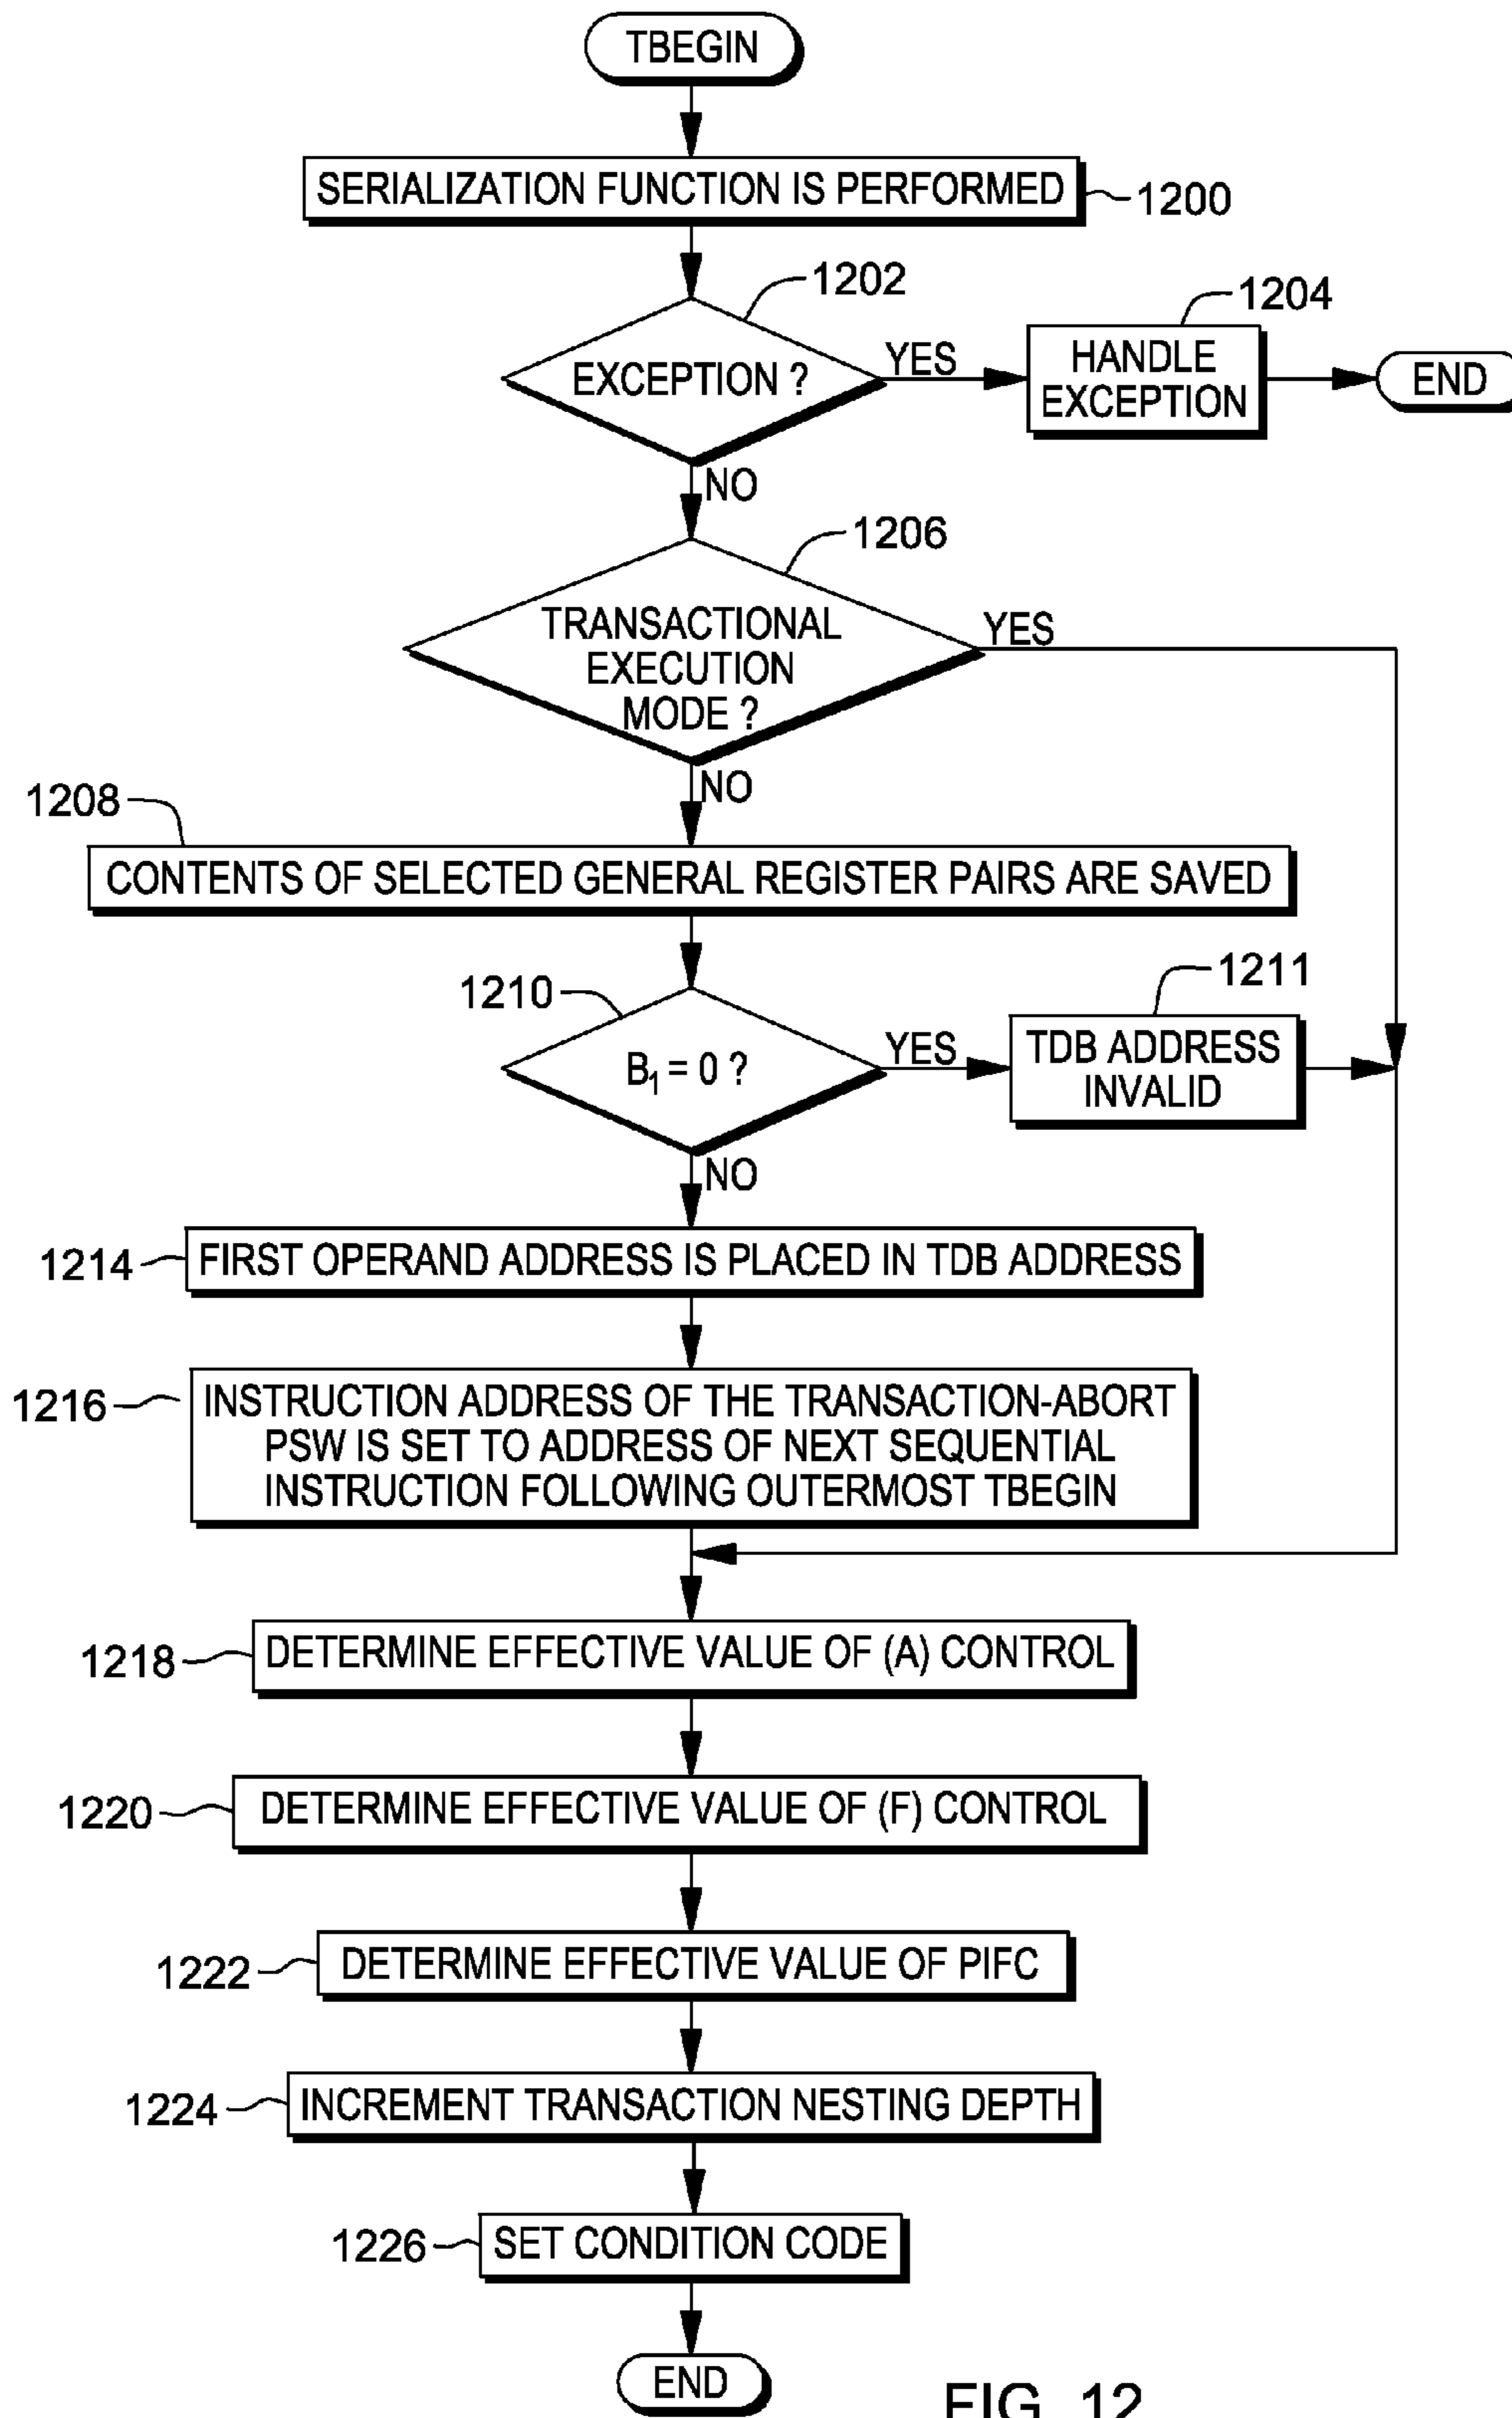 TBEGIN
SERIALIZATION FUNCTION IS PERFORMED
1200
1202
EXCEPTION ?
YES
1204
HANDLE
EXCEPTION
END
NO
1206
TRANSACTIONAL
EXECUTION
MODE ?
YES
NO
1208
CONTENTS OF SELECTED GENERAL REGISTER PAIRS ARE SAVED
1210
B₁ = 0 ?
YES
1211
TDB ADDRESS
INVALID
NO
1214
FIRST OPERAND ADDRESS IS PLACED IN TDB ADDRESS
1216
INSTRUCTION ADDRESS OF THE TRANSACTION-ABORT
PSW IS SET TO ADDRESS OF NEXT SEQUENTIAL
INSTRUCTION FOLLOWING OUTERMOST TBEGIN
1218
DETERMINE EFFECTIVE VALUE OF (A) CONTROL
1220
DETERMINE EFFECTIVE VALUE OF (F) CONTROL
1222
DETERMINE EFFECTIVE VALUE OF PIFC
1224
INCREMENT TRANSACTION NESTING DEPTH
1226
SET CONDITION CODE
END
FIG. 12